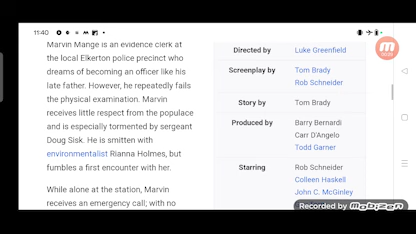 11:40
Marvin Mange is an evidence clerk at
the local Elkerton police precinct who
dreams of becoming an officer like his
late father. However, he repeatedly fails
the physical examination. Marvin
receives little respect from the populace
and is especially tormented by sergeant
Doug Sisk. He is smitten with
environmentalist Rianna Holmes, but
fumbles a first encounter with her.
While alone at the station, Marvin
receives an emergency call; with no
Directed by Luke Greenfield
Screenplay by Tom Brady
Rob Schneider
Story by Tom Brady
Produced by Barry Bernardi
Carr D'Angelo
Todd Garner
Starring Rob Schneider
Colleen Haskell
John C. McGinley
Recorded by Mobizen